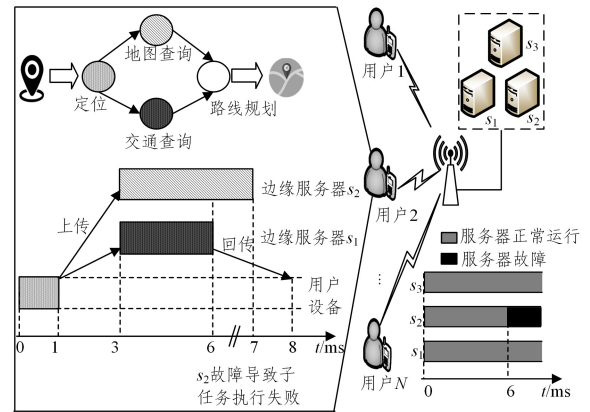 地图查询
定位
路线规划
交通查询
上传
边缘服务器s2
边缘服务器s1
回传
用户
设备
0 1 3 6 7 8 t/ms
s2故障导致子
任务执行失败
用户1
用户2
⋮
用户N
s3
s1 s2
服务器正常运行
服务器故障
s3
s2
s1
0 6 t/ms